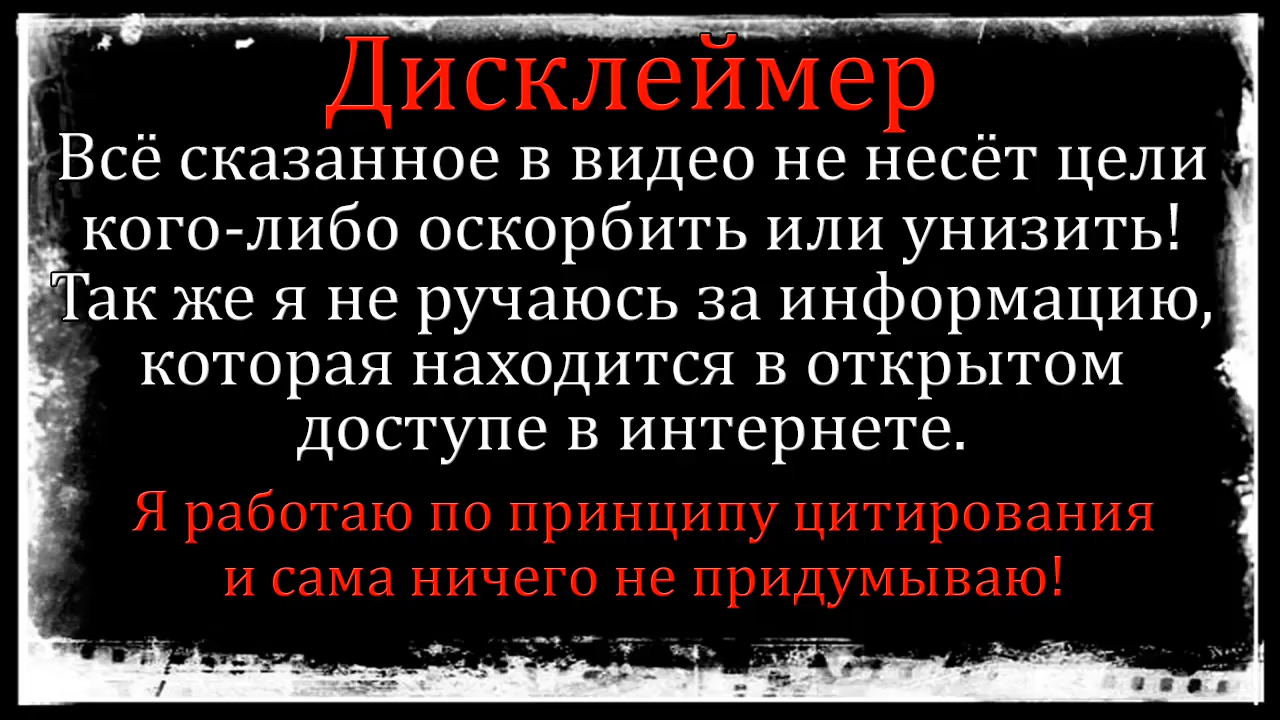 Дисклеймер
Всё сказанное в видео не несёт цели
кого-либо оскорбить или унизить!
Так же я не ручаюсь за информацию,
которая находится в открытом
доступе в интернете.
Я работаю по принципу цитирования
и сама ничего не придумываю!